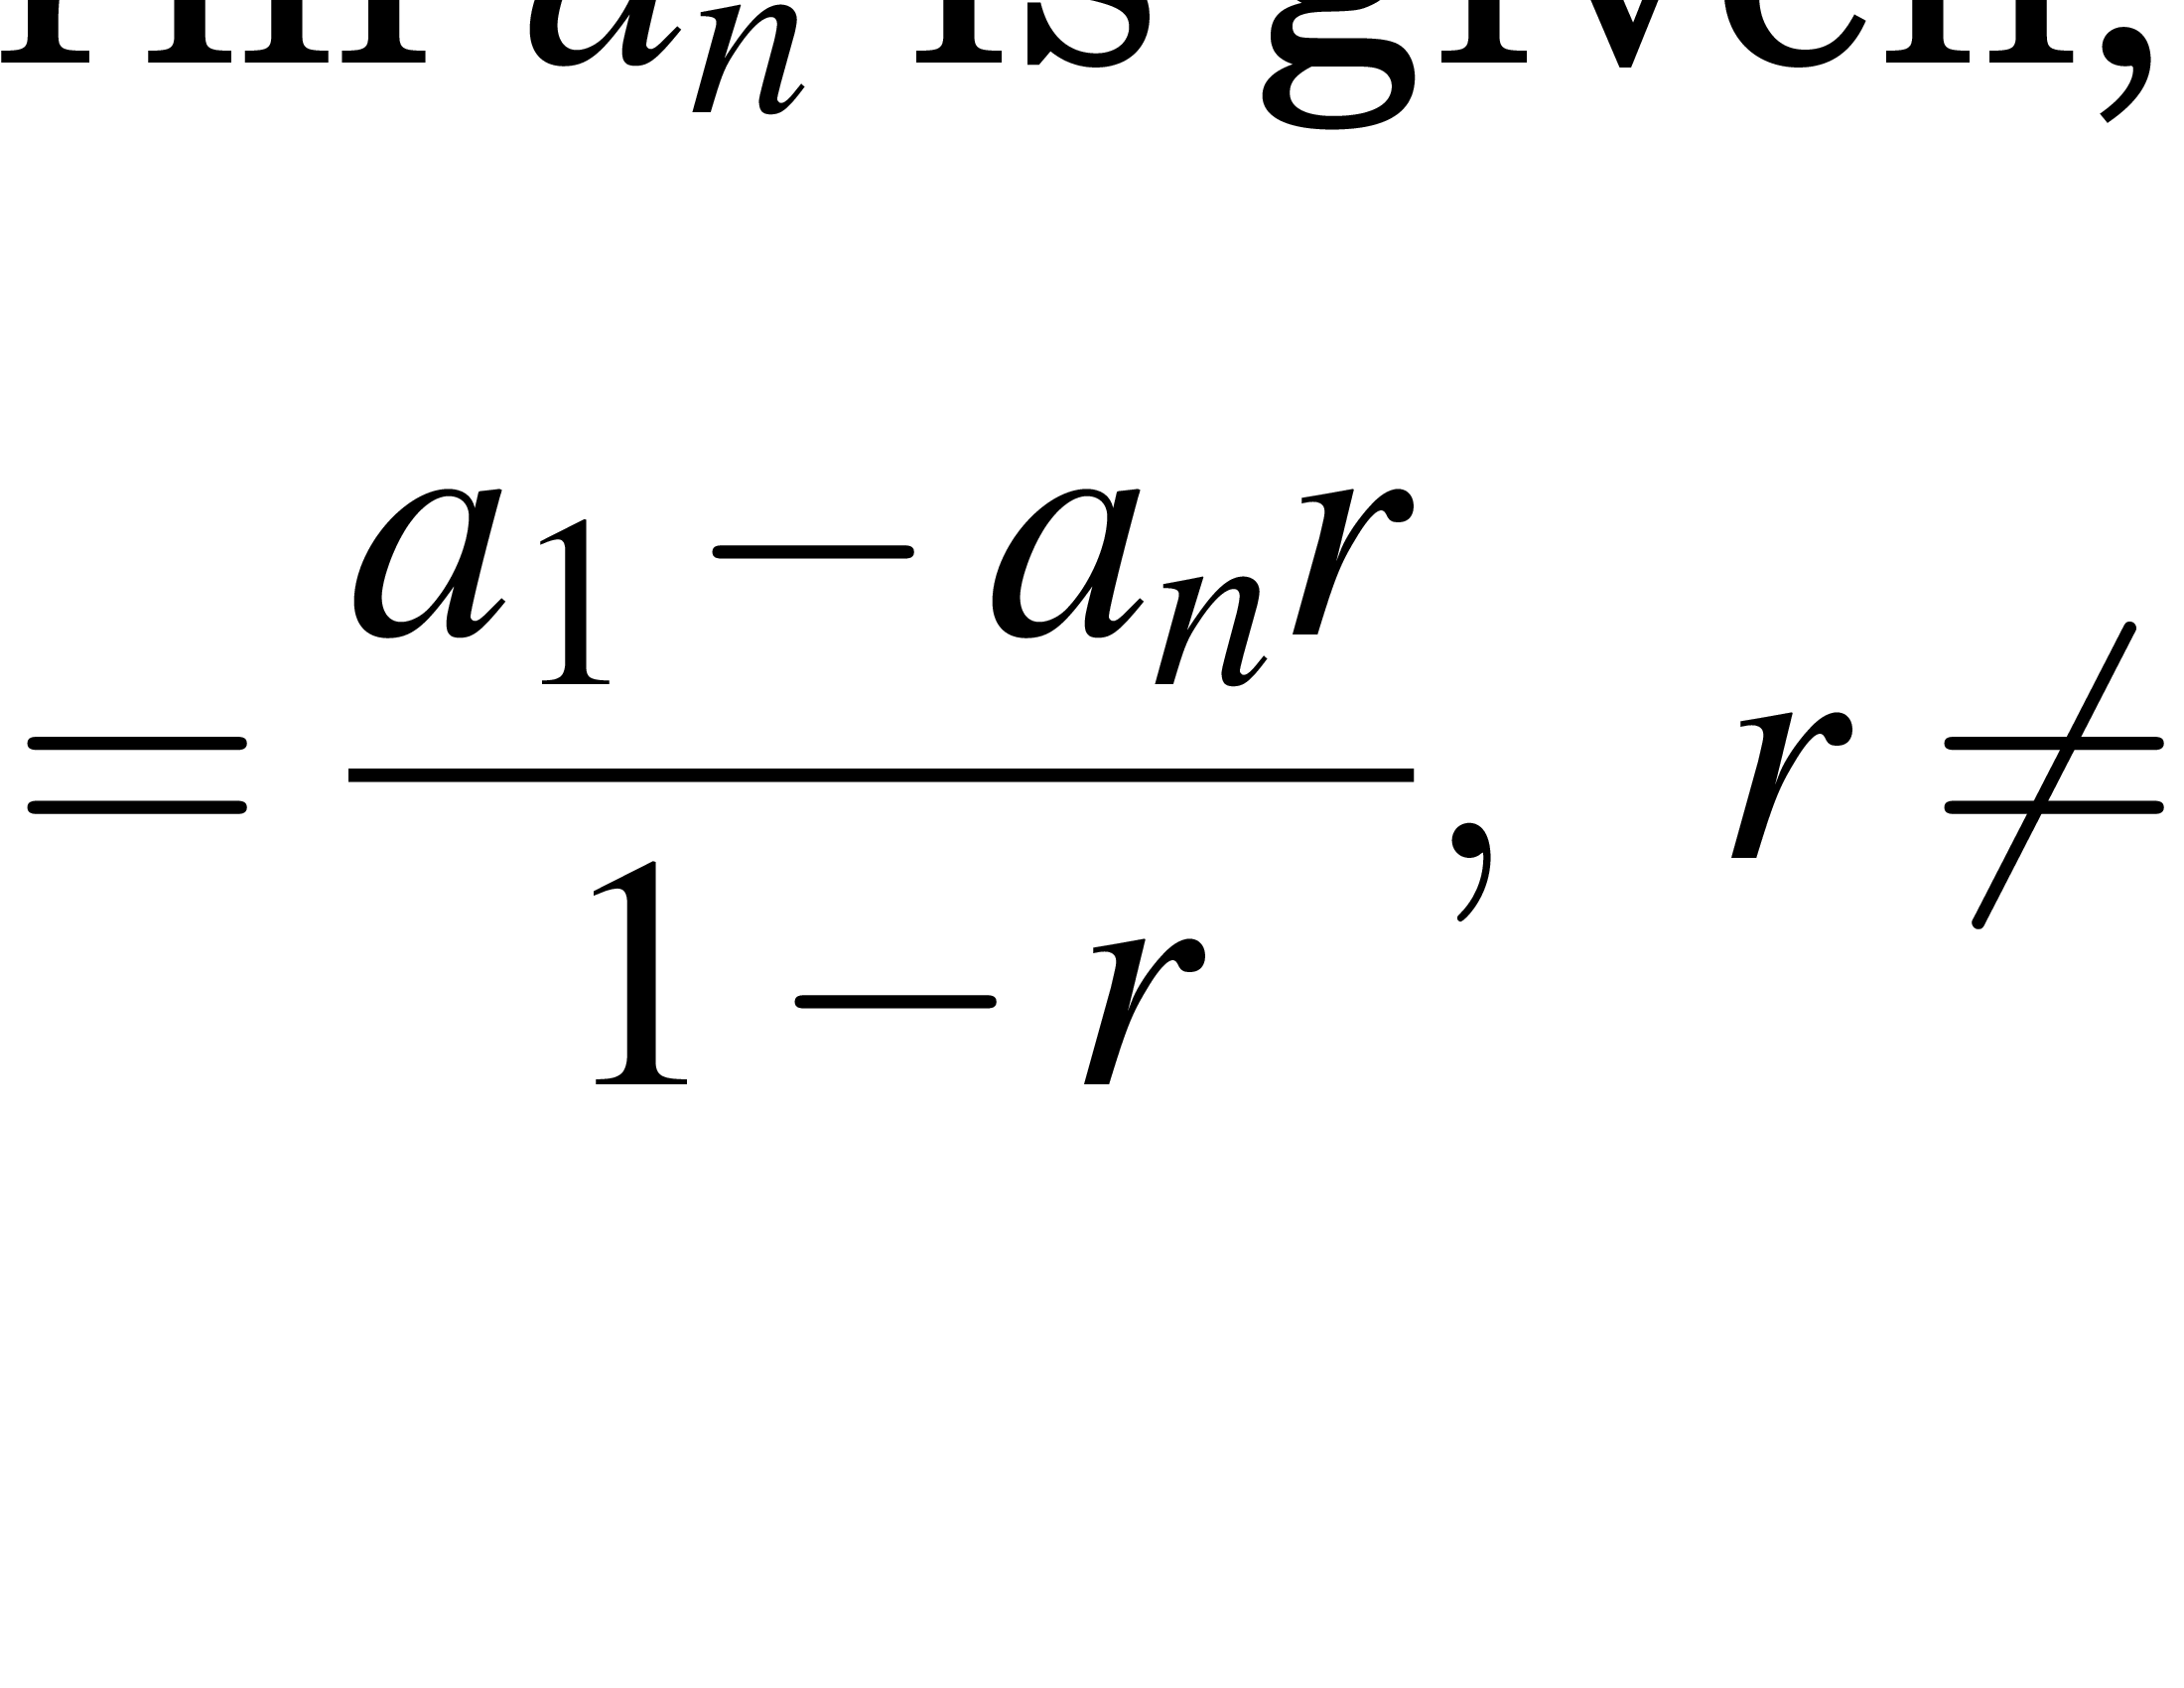 rm aₙ is given,
= (a₁ − aₙr) / (1 − r), r ≠